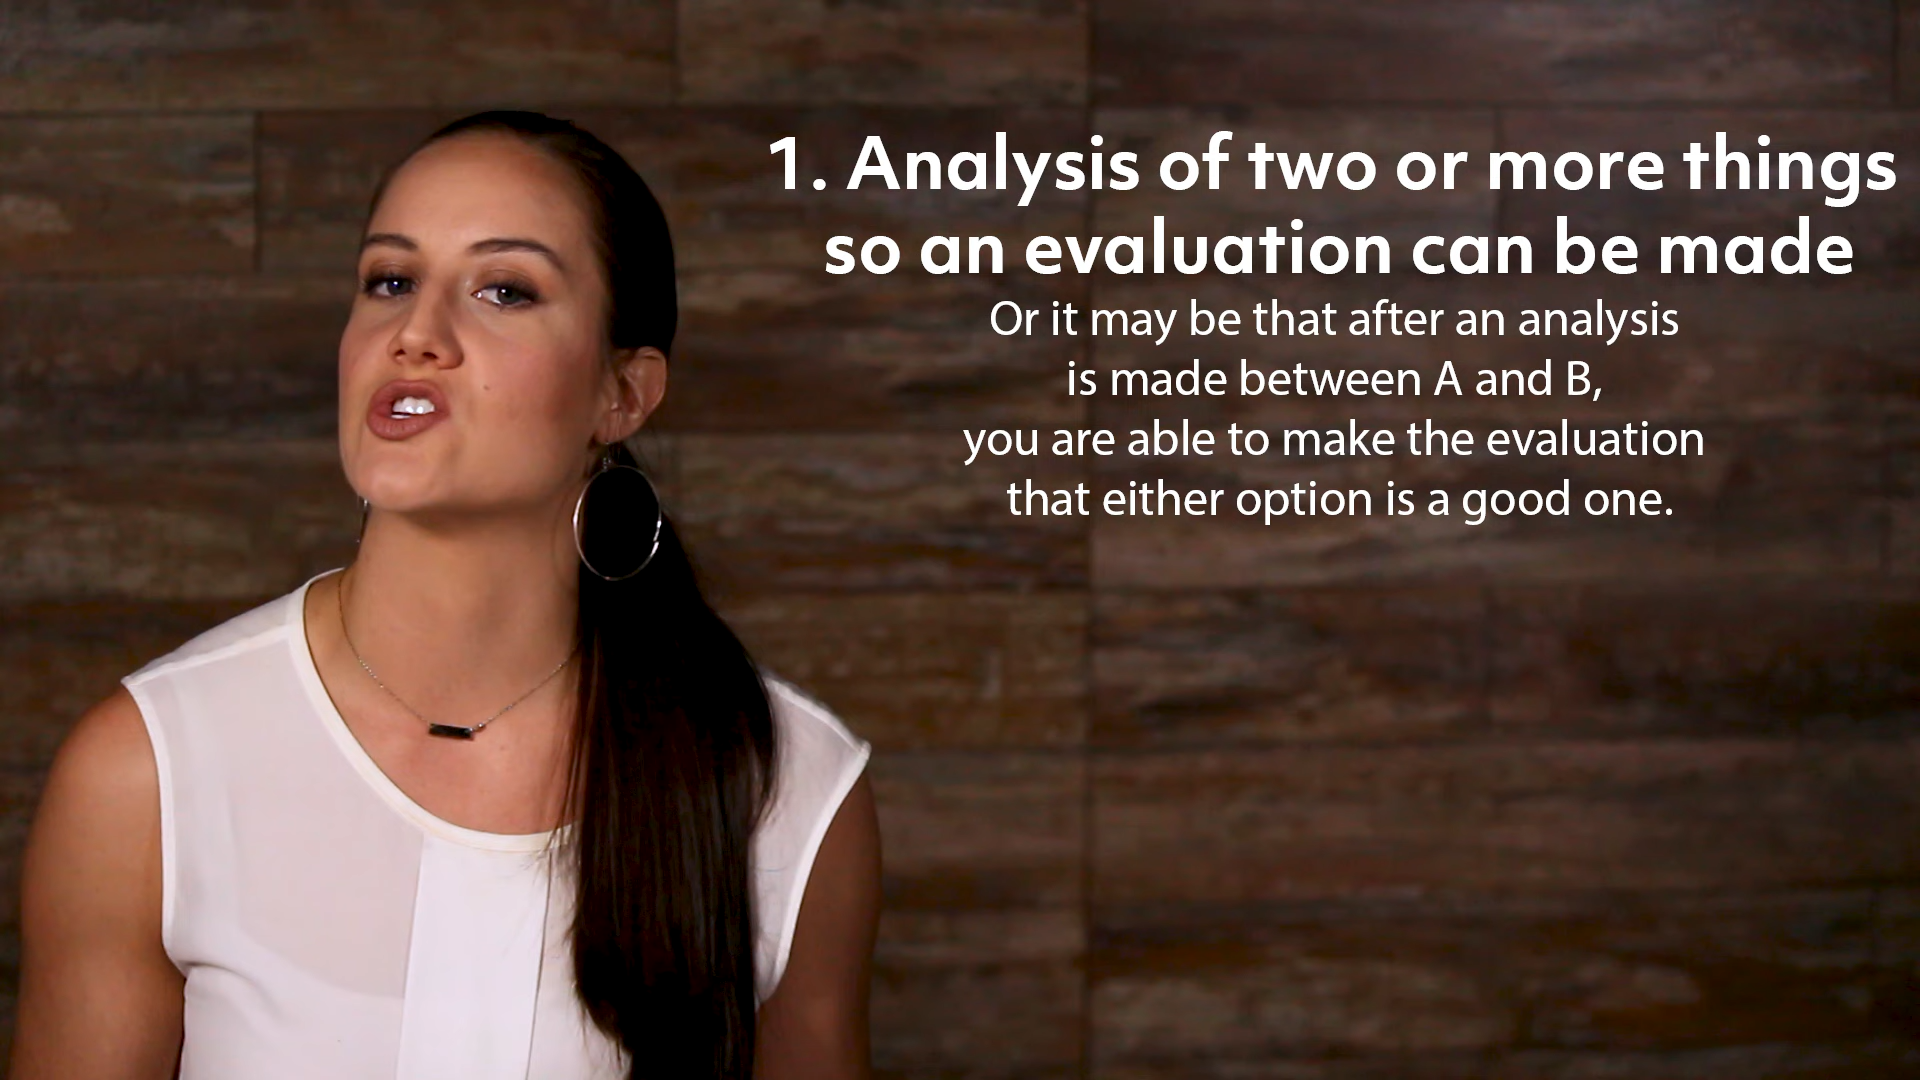 1. Analysis of two or more things
so an evaluation can be made
Or it may be that after an analysis
is made between A and B,
you are able to make the evaluation
that either option is a good one.